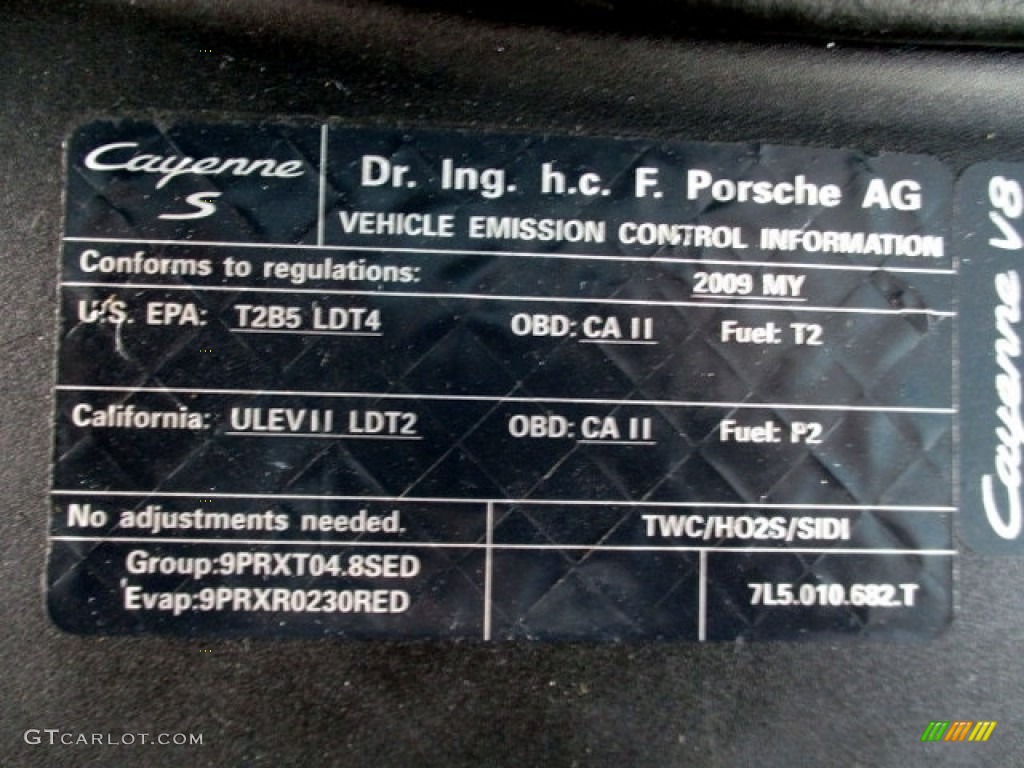 Cayenne
S
Dr. Ing. h.c. F. Porsche AG
VEHICLE EMISSION CONTROL INFORMATION
Conforms to regulations: 2009 MY
U.S. EPA: T2B5 LDT4 OBD: CA II Fuel: T2
California: ULEVII LDT2 OBD: CA II Fuel: P2
No adjustments needed. TWC/HO2S/SIDI
Group:9PRXT04.8SED
Evap:9PRXR0230RED
7L5.010.682.T
Cayenne V8
GTCARLOT.COM